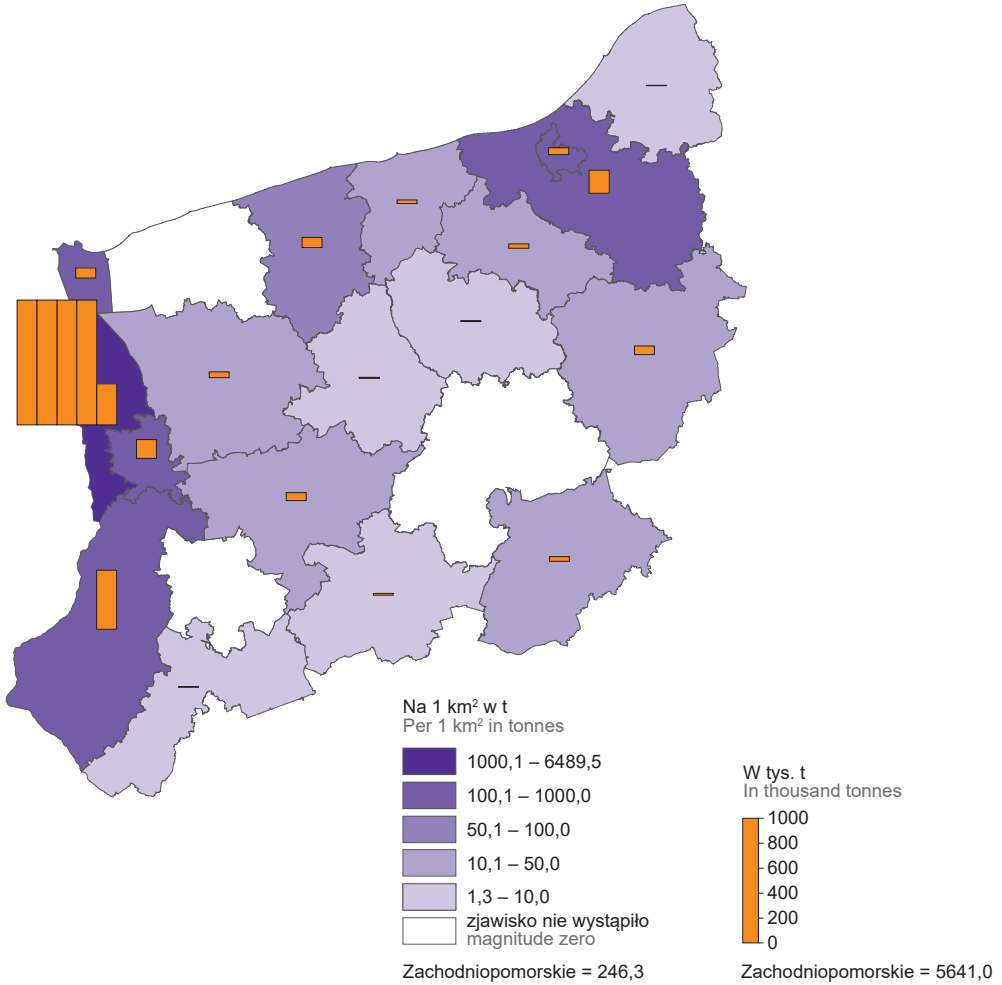 Na 1 km² w t
Per 1 km² in tonnes
1000,1 – 6489,5
100,1 – 1000,0
50,1 – 100,0
10,1 – 50,0
1,3 – 10,0
zjawisko nie wystąpiło
magnitude zero
Zachodniopomorskie = 246,3
W tys. t
In thousand tonnes
1000
800
600
400
200
0
Zachodniopomorskie = 5641,0